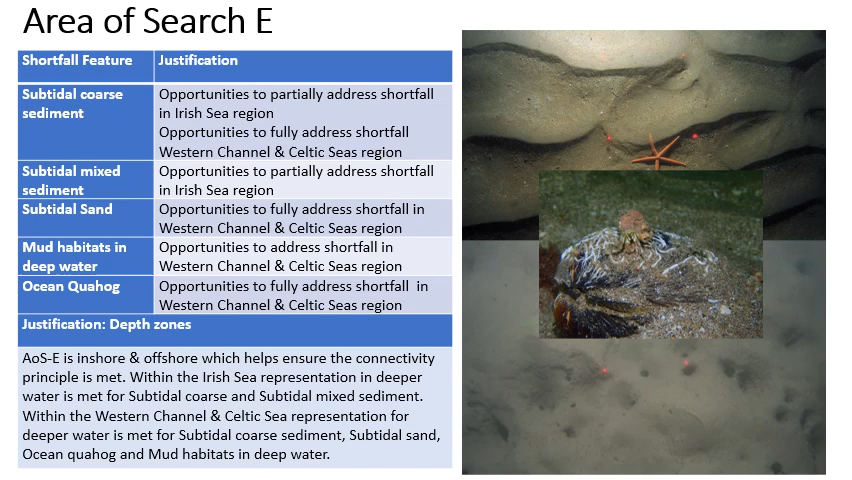 Area of Search E
Shortfall Feature
Justification
Subtidal coarse
sediment
Opportunities to partially address shortfall
in Irish Sea region
Opportunities to fully address shortfall
Western Channel & Celtic Seas region
Subtidal mixed
sediment
Opportunities to partially address shortfall
in Irish Sea region
Subtidal Sand
Opportunities to fully address shortfall in
Western Channel & Celtic Seas region
Mud habitats in
deep water
Opportunities to address shortfall in
Western Channel & Celtic Seas region
Ocean Quahog
Opportunities to fully address shortfall  in
Western Channel & Celtic Seas region
Justification: Depth zones
AoS-E is inshore & offshore which helps ensure the connectivity
principle is met. Within the Irish Sea representation in deeper
water is met for Subtidal coarse and Subtidal mixed sediment.
Within the Western Channel & Celtic Sea representation for
deeper water is met for Subtidal coarse sediment, Subtidal sand,
Ocean quahog and Mud habitats in deep water.